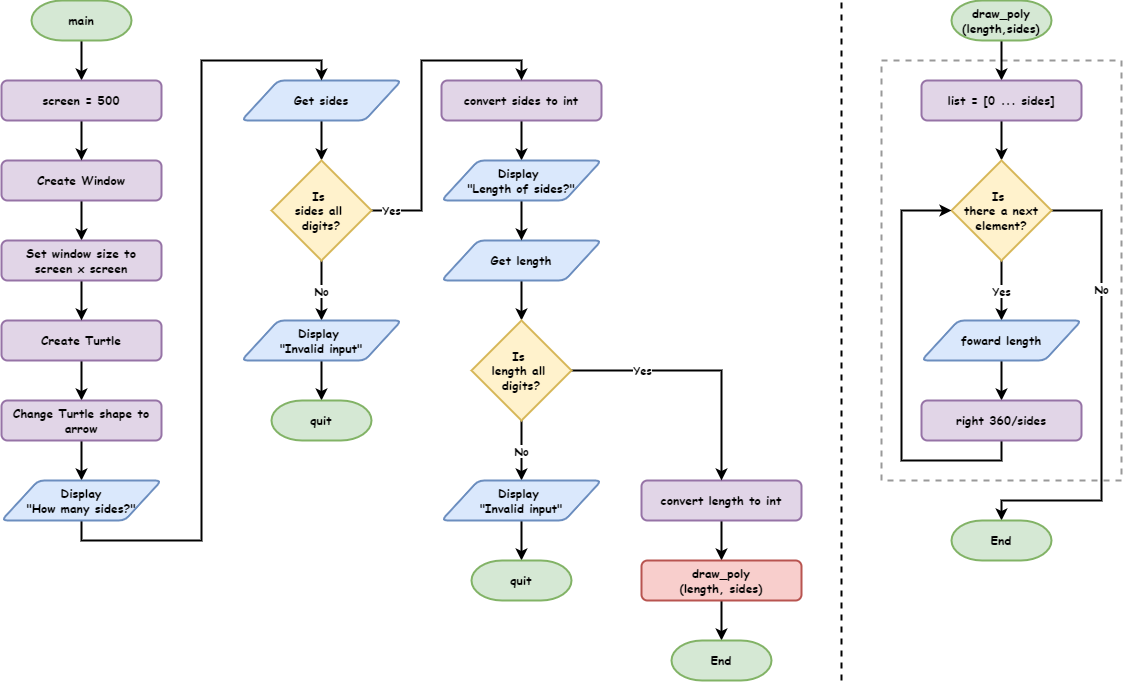 main
screen = 500
Create Window
Set window size to
screen x screen
Create Turtle
Change Turtle shape to
arrow
Display
"How many sides?"
Get sides
Is
sides all
digits?
Yes
No
Display
"Invalid input"
quit
convert sides to int
Display
"Length of sides?"
Get length
Is
length all
digits?
Yes
No
Display
"Invalid input"
quit
convert length to int
draw_poly
(length, sides)
End
draw_poly
(length,sides)
list = [0 ... sides]
Is
there a next
element?
Yes
No
foward length
right 360/sides
End